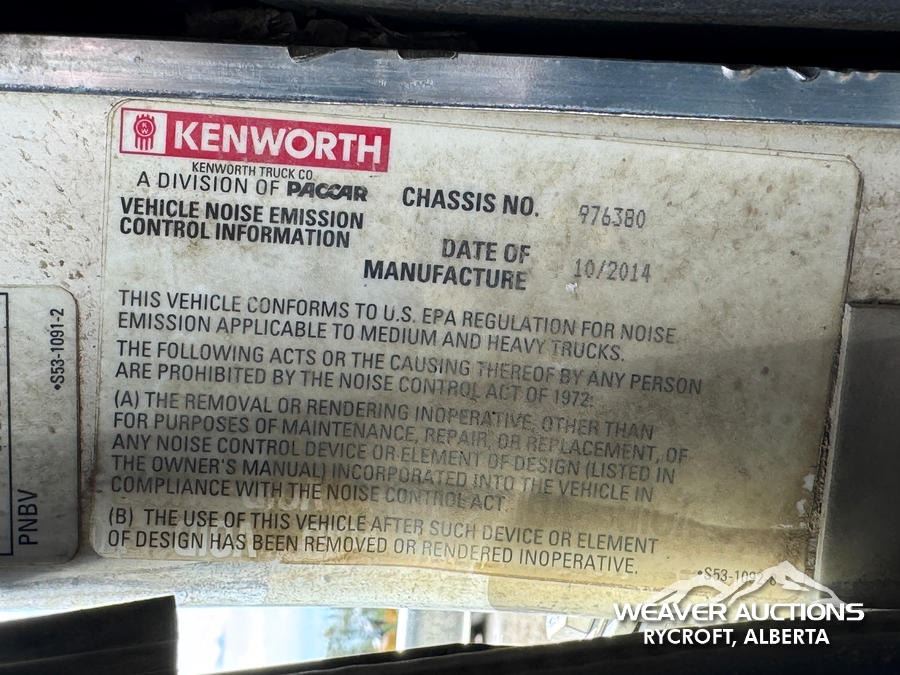 KENWORTH
KENWORTH TRUCK CO.
A DIVISION OF PACCAR
VEHICLE NOISE EMISSION
CONTROL INFORMATION
CHASSIS NO. 976380
DATE OF
MANUFACTURE 10/2014
THIS VEHICLE CONFORMS TO U.S. EPA REGULATION FOR NOISE
EMISSION APPLICABLE TO MEDIUM AND HEAVY TRUCKS.
THE FOLLOWING ACTS OR THE CAUSING THEREOF BY ANY PERSON
ARE PROHIBITED BY THE NOISE CONTROL ACT OF 1972:
(A) THE REMOVAL OR RENDERING INOPERATIVE, OTHER THAN
FOR PURPOSES OF MAINTENANCE, REPAIR, OR REPLACEMENT, OF
ANY NOISE CONTROL DEVICE OR ELEMENT OF DESIGN (LISTED IN
THE OWNER'S MANUAL) INCORPORATED INTO THE VEHICLE IN
COMPLIANCE WITH THE NOISE CONTROL ACT
(B) THE USE OF THIS VEHICLE AFTER SUCH DEVICE OR ELEMENT
OF DESIGN HAS BEEN REMOVED OR RENDERED INOPERATIVE.
•S53-1091-2
PNBV
WEAVER AUCTIONS
RYCROFT, ALBERTA